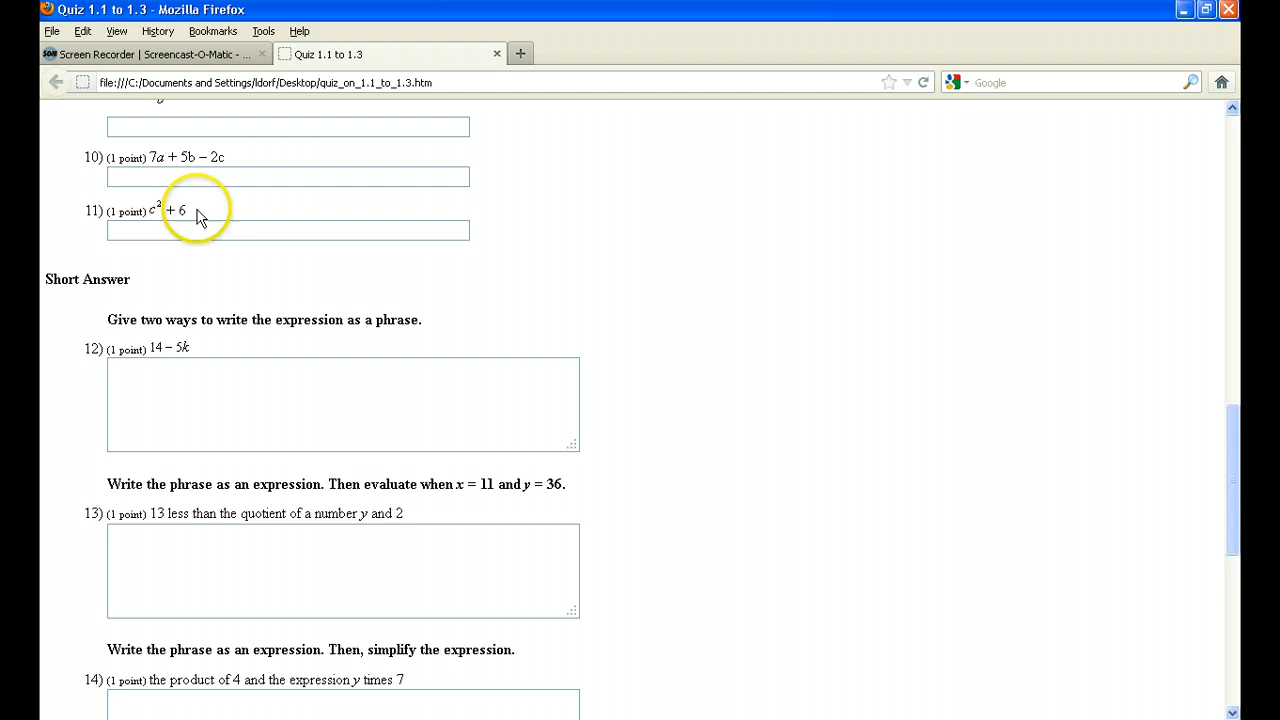 Quiz 1.1 to 1.3 - Mozilla Firefox
File Edit View History Bookmarks Tools Help
Screen Recorder | Screencast-O-Matic - ... Quiz 1.1 to 1.3
file:///C:/Documents and Settings/ldorf/Desktop/quiz_on_1.1_to_1.3.htm Google
10) (1 point) 7a + 5b – 2c
11) (1 point) c² + 6
Short Answer
Give two ways to write the expression as a phrase.
12) (1 point) 14 – 5k
Write the phrase as an expression. Then evaluate when x = 11 and y = 36.
13) (1 point) 13 less than the quotient of a number y and 2
Write the phrase as an expression. Then, simplify the expression.
14) (1 point) the product of 4 and the expression y times 7